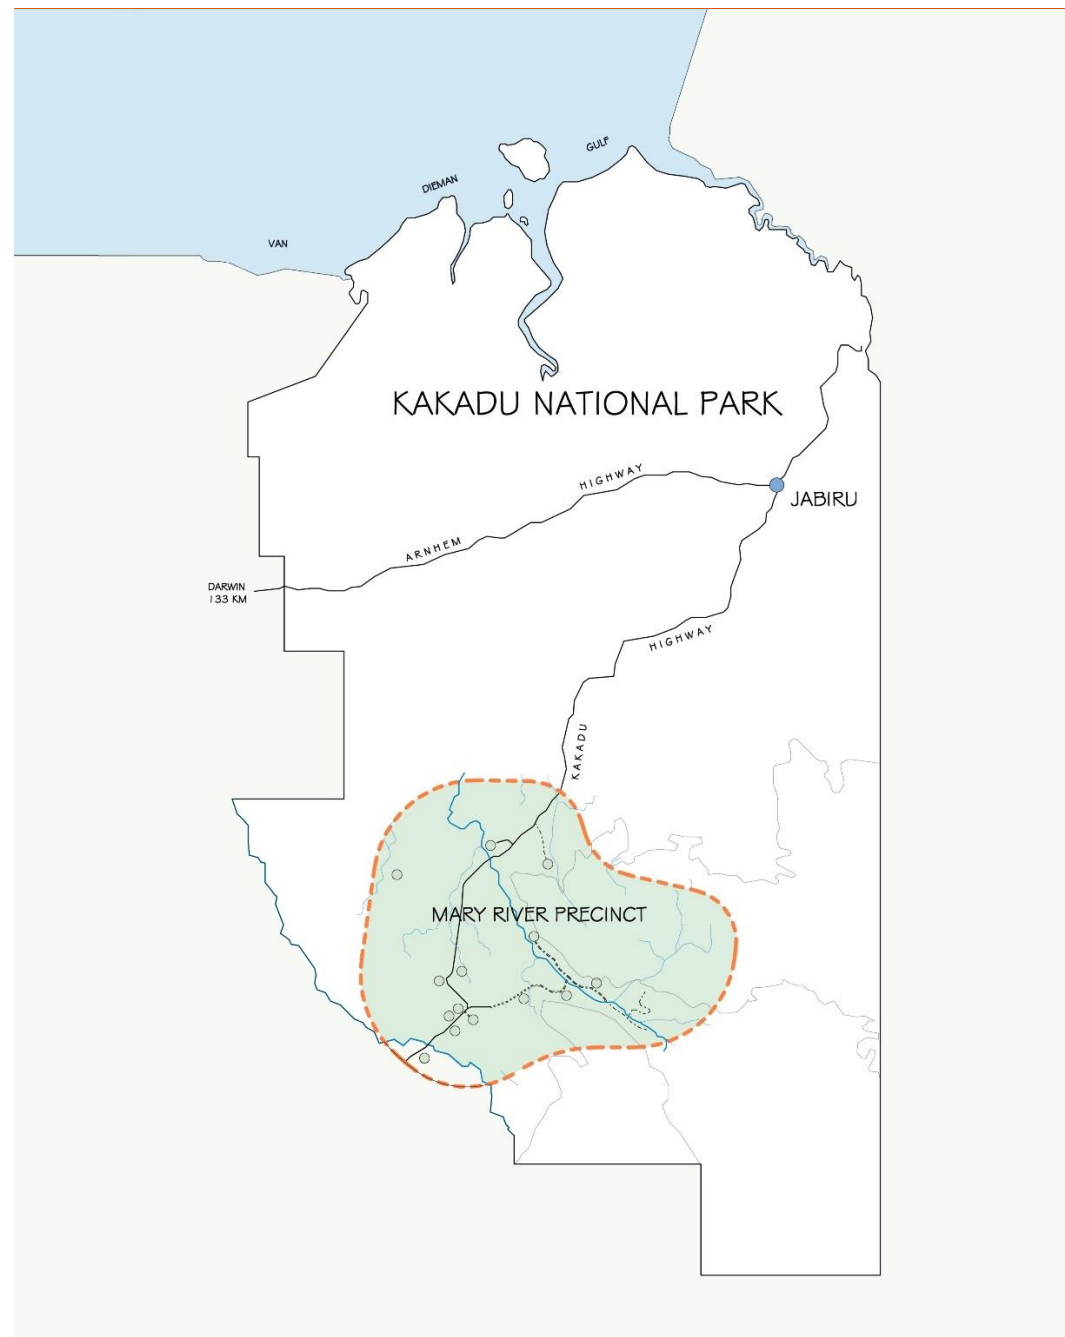 GULF
DIEMAN
VAN
KAKADU NATIONAL PARK
HIGHWAY
JABIRU
ARNHEM
DARWIN
133 KM
HIGHWAY
KAKADU
MARY RIVER PRECINCT